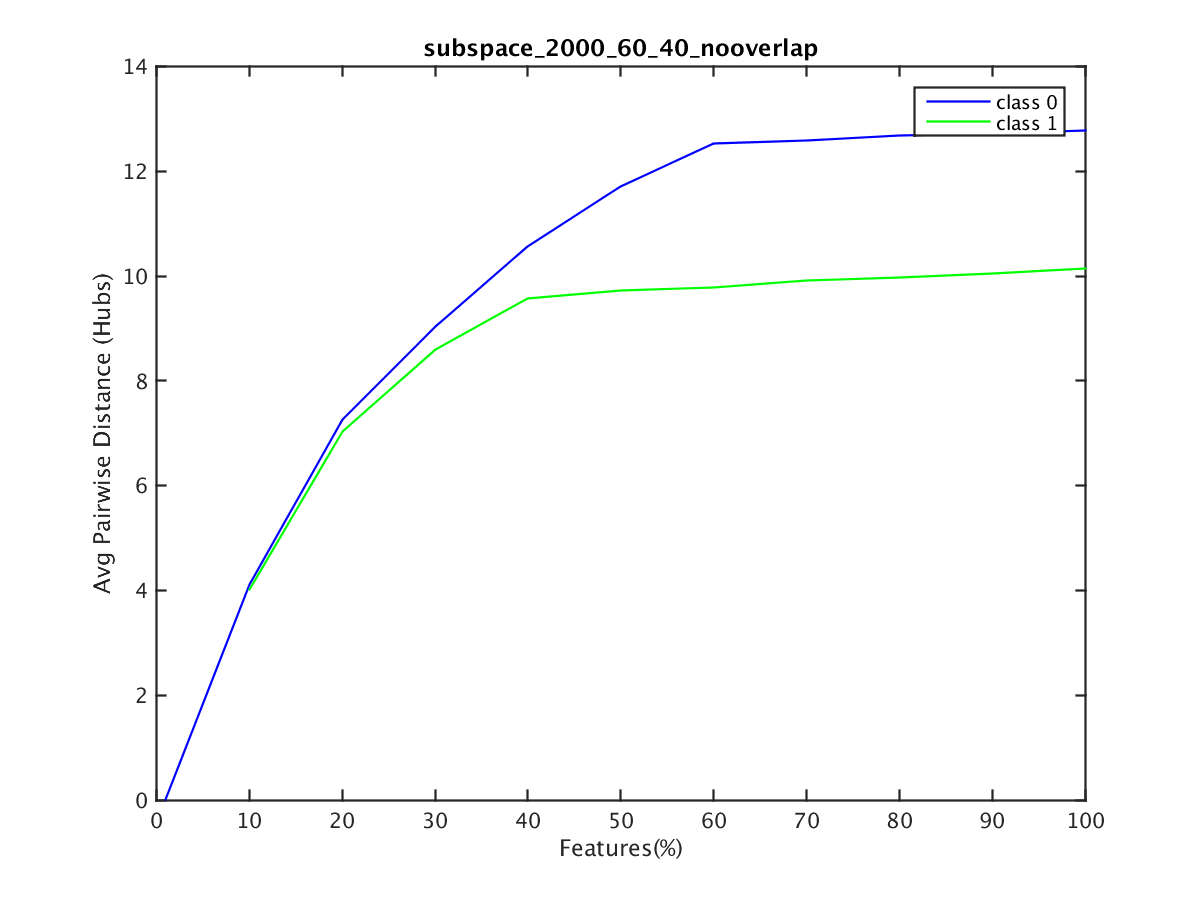 subspace_2000_60_40_nooverlap
14
12
10
8
6
4
2
0
Avg Pairwise Distance (Hubs)
class 0
class 1
0 10 20 30 40 50 60 70 80 90 100
Features(%)